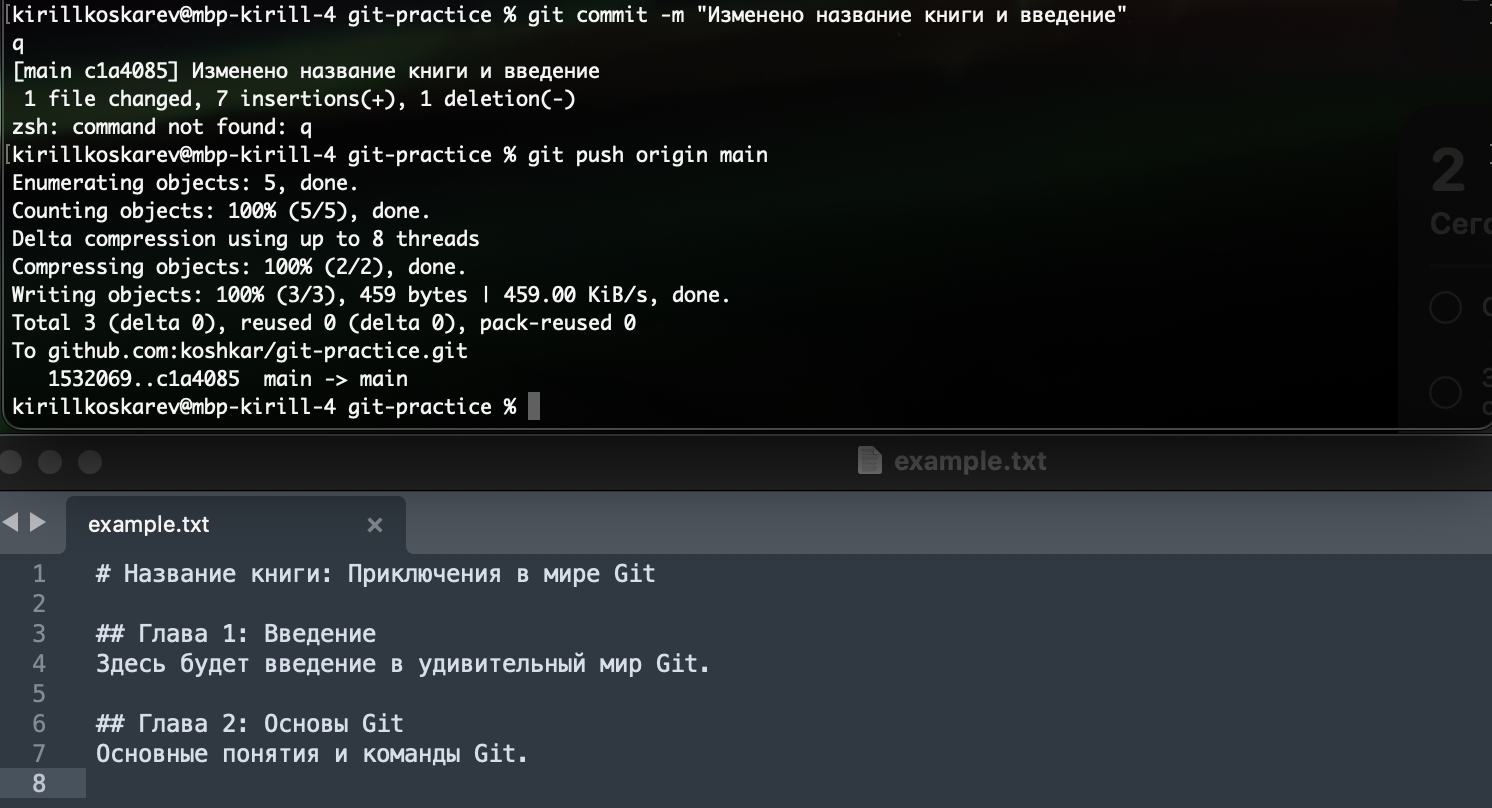 [kirillkoskarev@mbp-kirill-4 git-practice % git commit -m "Изменено название книги и введение"
q
[main c1a4085] Изменено название книги и введение
 1 file changed, 7 insertions(+), 1 deletion(-)
zsh: command not found: q
[kirillkoskarev@mbp-kirill-4 git-practice % git push origin main
Enumerating objects: 5, done.
Counting objects: 100% (5/5), done.
Delta compression using up to 8 threads
Compressing objects: 100% (2/2), done.
Writing objects: 100% (3/3), 459 bytes | 459.00 KiB/s, done.
Total 3 (delta 0), reused 0 (delta 0), pack-reused 0
To github.com:koshkar/git-practice.git
   1532069..c1a4085  main -> main
kirillkoskarev@mbp-kirill-4 git-practice %
2
example.txt
example.txt
1 # Название книги: Приключения в мире Git
2
3 ## Глава 1: Введение
4 Здесь будет введение в удивительный мир Git.
5
6 ## Глава 2: Основы Git
7 Основные понятия и команды Git.
8